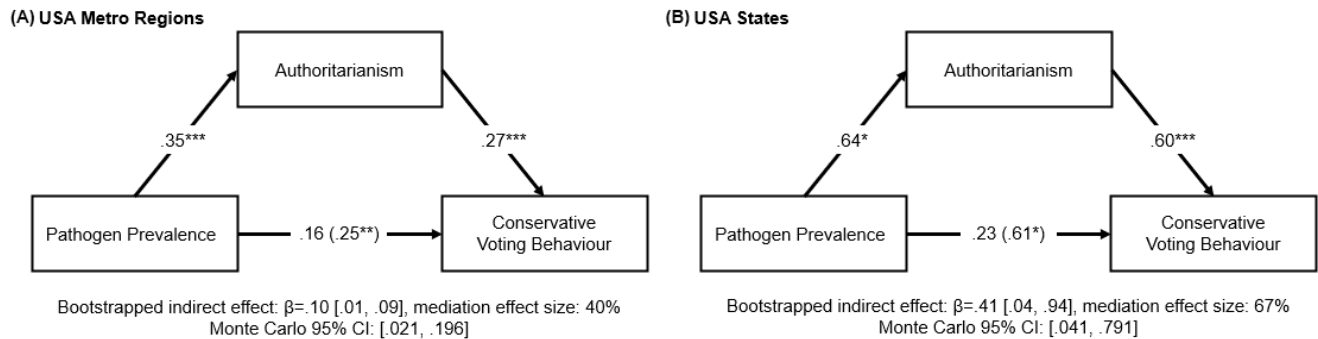 (A) USA Metro Regions
Authoritarianism
.35***
.27***
Pathogen Prevalence
.16 (.25**)
Conservative
Voting Behaviour
Bootstrapped indirect effect: β=.10 [.01, .09], mediation effect size: 40%
Monte Carlo 95% CI: [.021, .196]
(B) USA States
Authoritarianism
.64*
.60***
Pathogen Prevalence
.23 (.61*)
Conservative
Voting Behaviour
Bootstrapped indirect effect: β=.41 [.04, .94], mediation effect size: 67%
Monte Carlo 95% CI: [.041, .791]